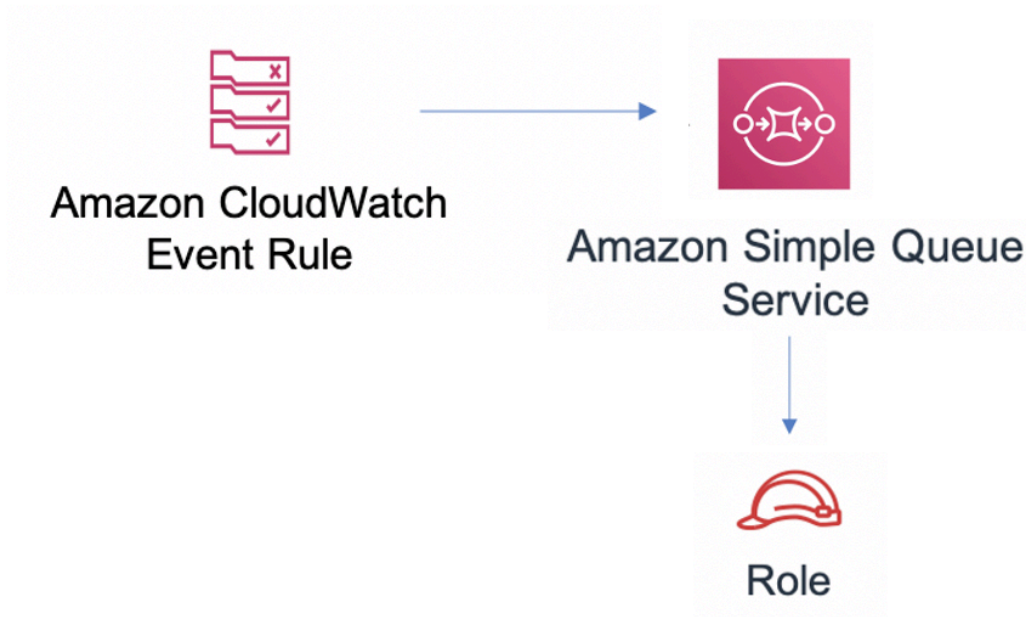 Amazon CloudWatch
Event Rule
Amazon Simple Queue
Service
Role